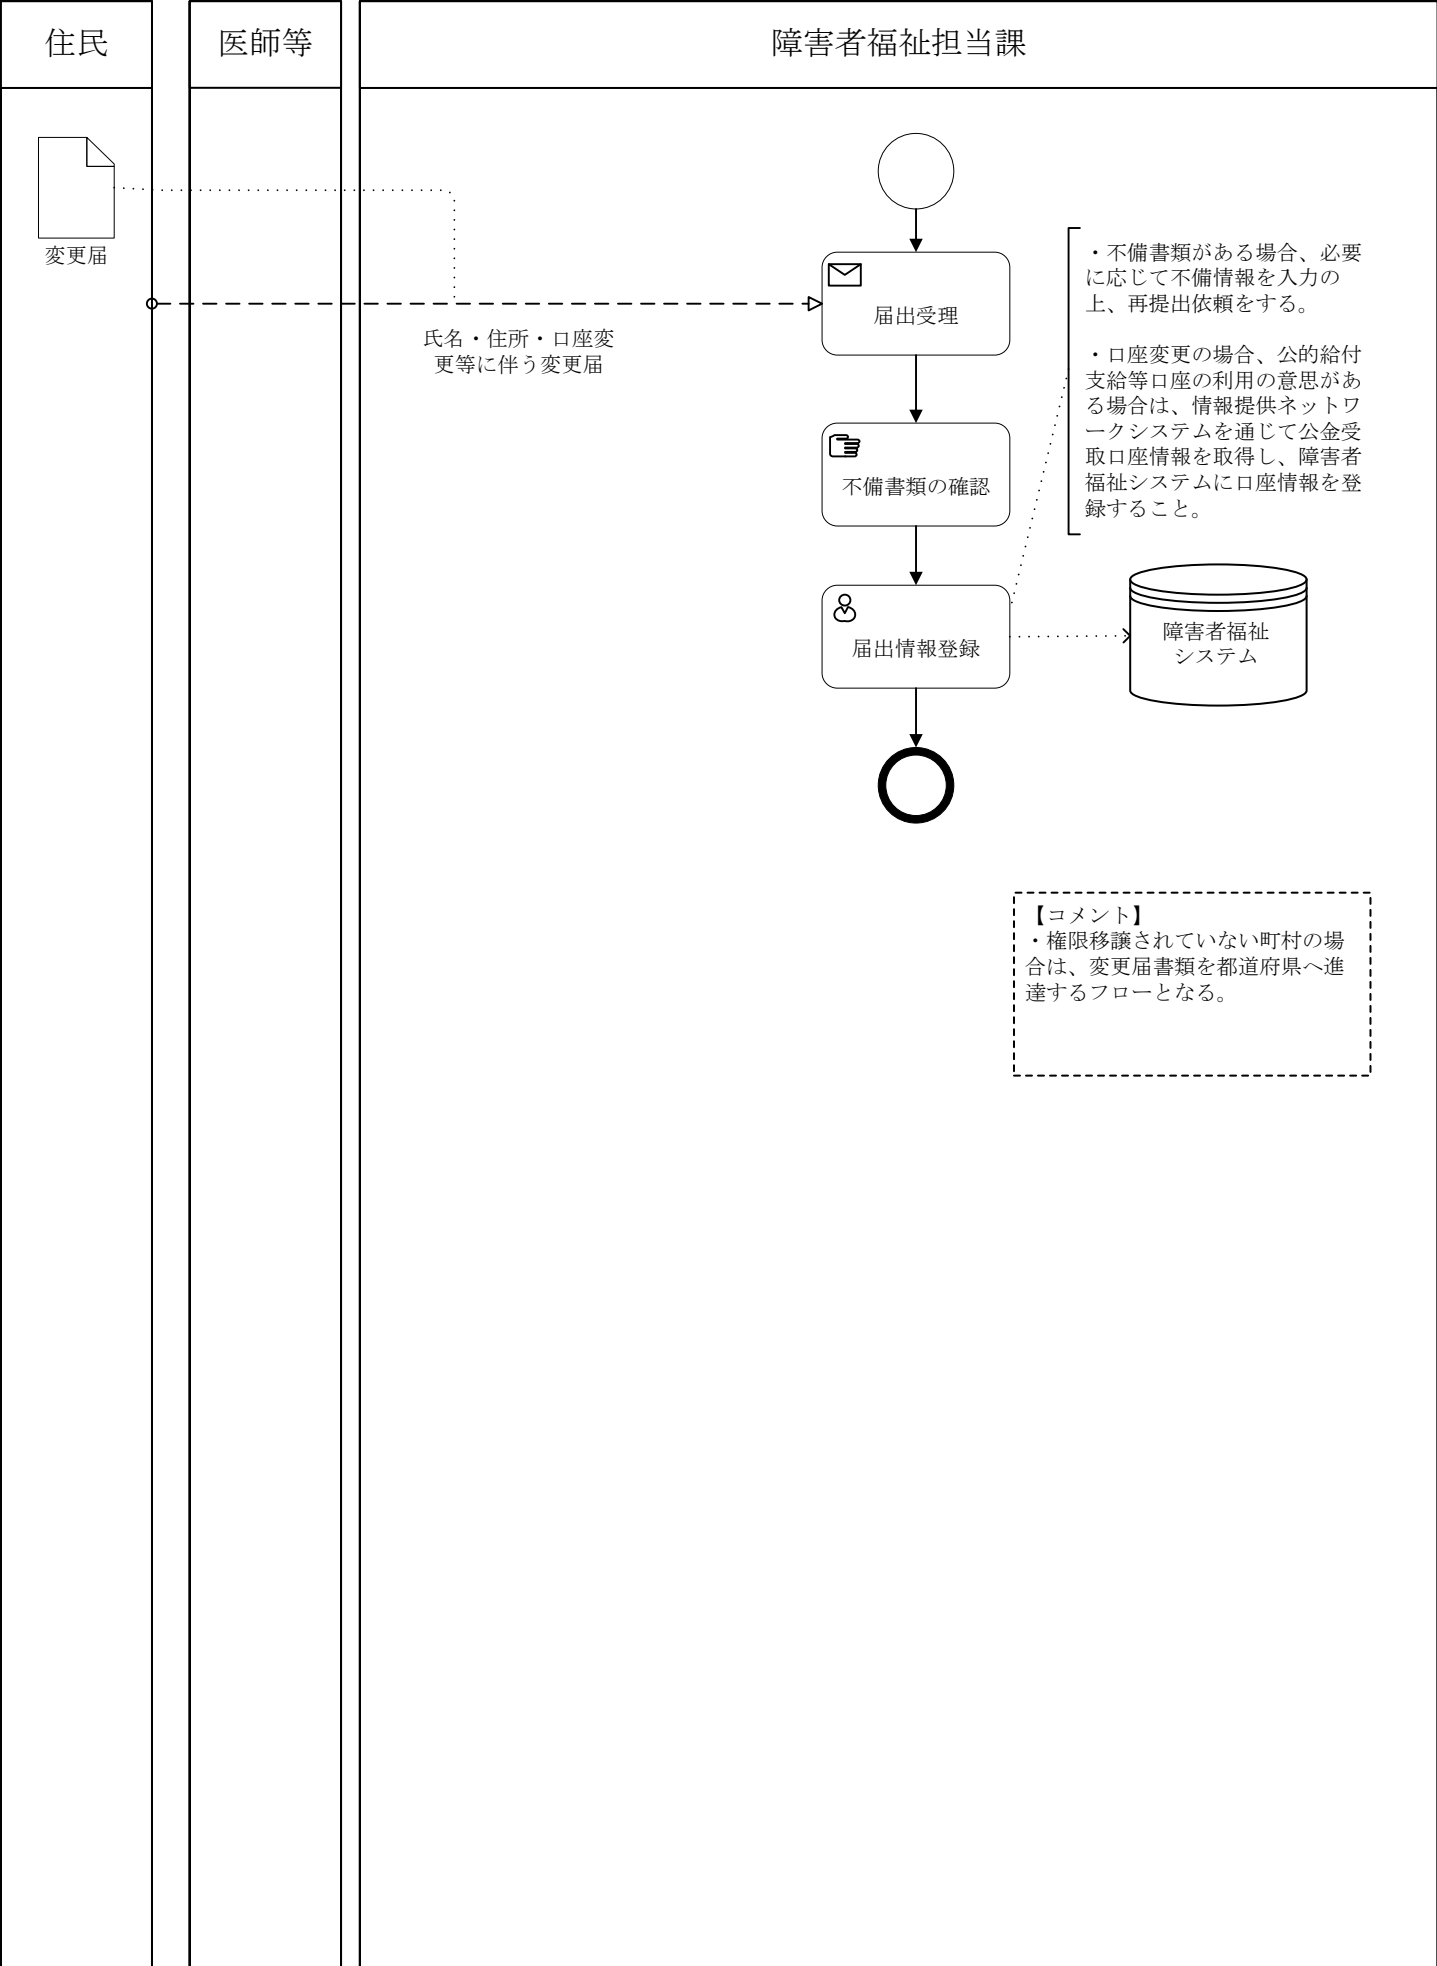 住民
医師等
障害者福祉担当課
変更届
氏名・住所・口座変
更等に伴う変更届
届出受理
・不備書類がある場合、必要
に応じて不備情報を入力の
上、再提出依頼をする。
・口座変更の場合、公的給付
支給等口座の利用の意思があ
る場合は、情報提供ネットワ
ークシステムを通じて公金受
取口座情報を取得し、障害者
福祉システムに口座情報を登
録すること。
不備書類の確認
届出情報登録
障害者福祉
システム
【コメント】
・権限移譲されていない町村の場
合は、変更届書類を都道府県へ進
達するフローとなる。